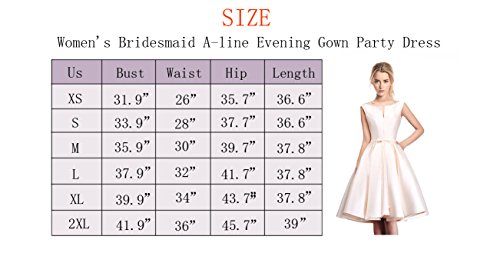 SIZE
Women's Bridesmaid A-line Evening Gown Party Dress
Us Bust Waist Hip Length
XS 31.9” 26” 35.7” 36.6”
S 33.9” 28” 37.7” 36.6”
M 35.9” 30” 39.7” 37.8”
L 37.9” 32” 41.7” 37.8”
XL 39.9” 34” 43.7# 37.8”
2XL 41.9” 36” 45.7” 39”